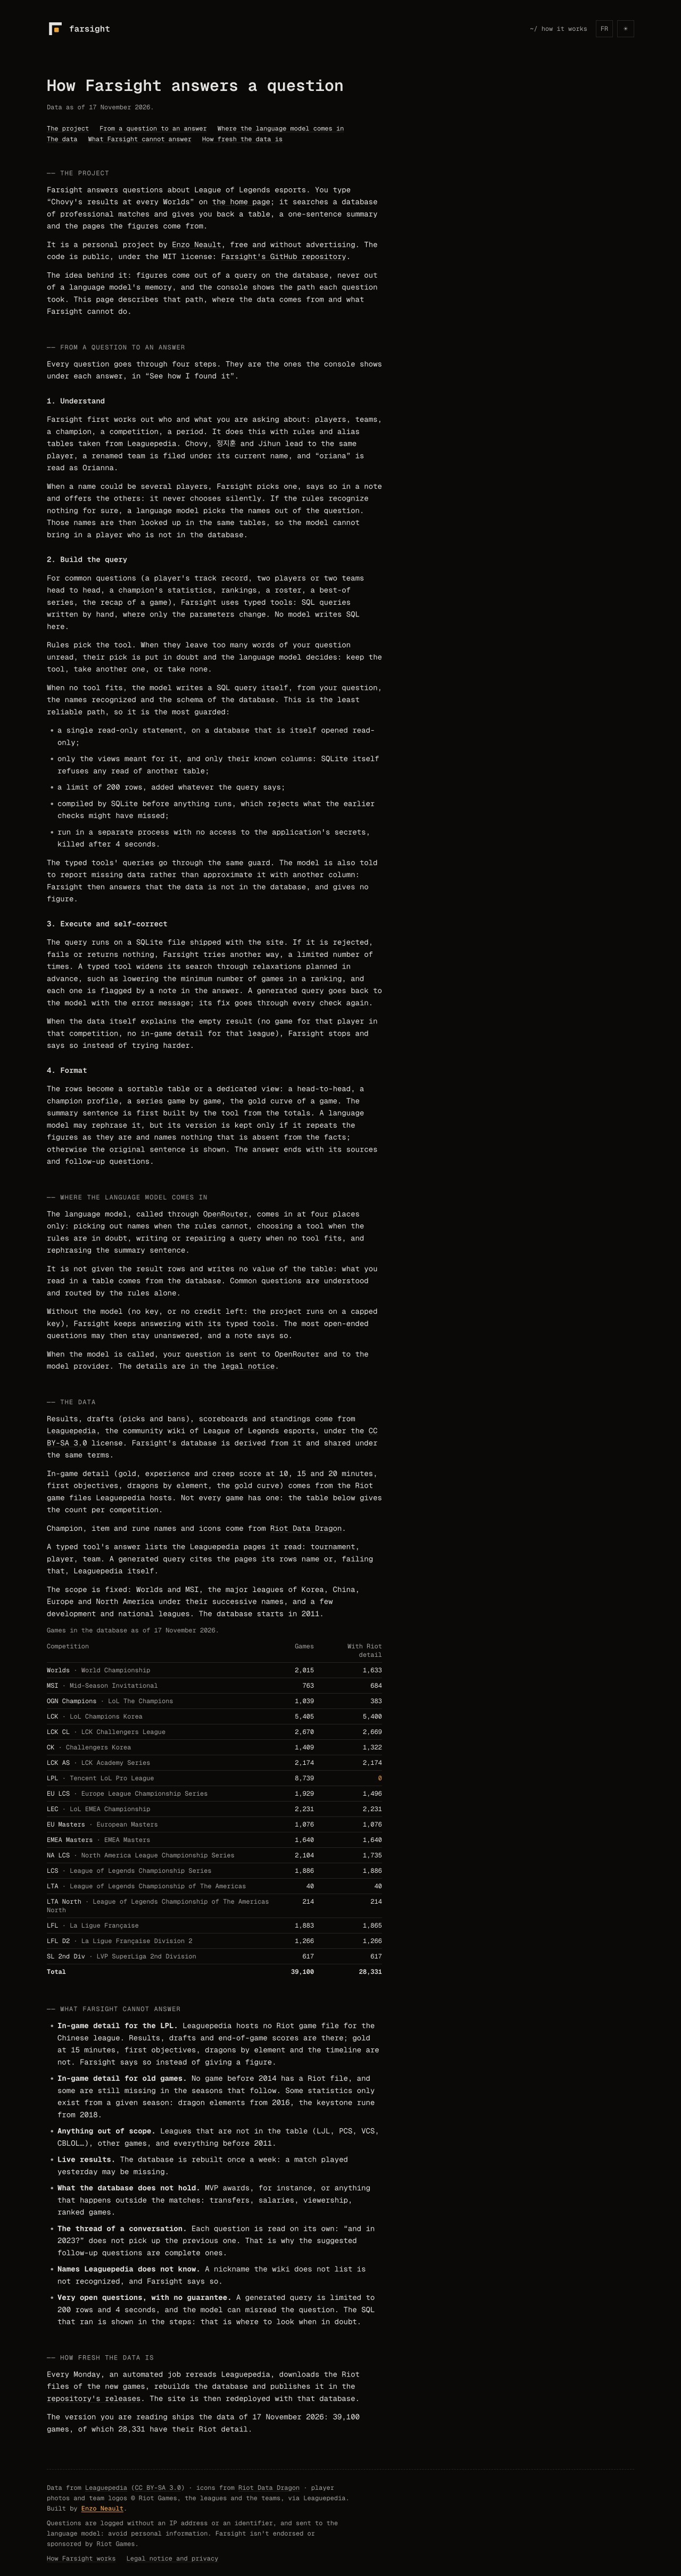 farsight
~/ how it works
FR
How Farsight answers a question
Data as of 17 November 2026.
The project From a question to an answer Where the language model comes in
The data What Farsight cannot answer How fresh the data is
—— THE PROJECT
Farsight answers questions about League of Legends esports. You type
“Chovy's results at every Worlds” on the home page; it searches a database
of professional matches and gives you back a table, a one-sentence summary
and the pages the figures come from.
It is a personal project by Enzo Neault, free and without advertising. The
code is public, under the MIT license: Farsight's GitHub repository.
The idea behind it: figures come out of a query on the database, never out
of a language model's memory, and the console shows the path each question
took. This page describes that path, where the data comes from and what
Farsight cannot do.
—— FROM A QUESTION TO AN ANSWER
Every question goes through four steps. They are the ones the console shows
under each answer, in “See how I found it”.
1. Understand
Farsight first works out who and what you are asking about: players, teams,
a champion, a competition, a period. It does this with rules and alias
tables taken from Leaguepedia. Chovy, 정지훈 and Jihun lead to the same
player, a renamed team is filed under its current name, and “oriana” is
read as Orianna.
When a name could be several players, Farsight picks one, says so in a note
and offers the others: it never chooses silently. If the rules recognize
nothing for sure, a language model picks the names out of the question.
Those names are then looked up in the same tables, so the model cannot
bring in a player who is not in the database.
2. Build the query
For common questions (a player's track record, two players or two teams
head to head, a champion's statistics, rankings, a roster, a best-of
series, the recap of a game), Farsight uses typed tools: SQL queries
written by hand, where only the parameters change. No model writes SQL
here.
Rules pick the tool. When they leave too many words of your question
unread, their pick is put in doubt and the language model decides: keep the
tool, take another one, or take none.
When no tool fits, the model writes a SQL query itself, from your question,
the names recognized and the schema of the database. This is the least
reliable path, so it is the most guarded:
• a single read-only statement, on a database that is itself opened read-
only;
• only the views meant for it, and only their known columns: SQLite itself
refuses any read of another table;
• a limit of 200 rows, added whatever the query says;
• compiled by SQLite before anything runs, which rejects what the earlier
checks might have missed;
• run in a separate process with no access to the application's secrets,
killed after 4 seconds.
The typed tools' queries go through the same guard. The model is also told
to report missing data rather than approximate it with another column:
Farsight then answers that the data is not in the database, and gives no
figure.
3. Execute and self-correct
The query runs on a SQLite file shipped with the site. If it is rejected,
fails or returns nothing, Farsight tries another way, a limited number of
times. A typed tool widens its search through relaxations planned in
advance, such as lowering the minimum number of games in a ranking, and
each one is flagged by a note in the answer. A generated query goes back to
the model with the error message; its fix goes through every check again.
When the data itself explains the empty result (no game for that player in
that competition, no in-game detail for that league), Farsight stops and
says so instead of trying harder.
4. Format
The rows become a sortable table or a dedicated view: a head-to-head, a
champion profile, a series game by game, the gold curve of a game. The
summary sentence is first built by the tool from the totals. A language
model may rephrase it, but its version is kept only if it repeats the
figures as they are and names nothing that is absent from the facts;
otherwise the original sentence is shown. The answer ends with its sources
and follow-up questions.
—— WHERE THE LANGUAGE MODEL COMES IN
The language model, called through OpenRouter, comes in at four places
only: picking out names when the rules cannot, choosing a tool when the
rules are in doubt, writing or repairing a query when no tool fits, and
rephrasing the summary sentence.
It is not given the result rows and writes no value of the table: what you
read in a table comes from the database. Common questions are understood
and routed by the rules alone.
Without the model (no key, or no credit left: the project runs on a capped
key), Farsight keeps answering with its typed tools. The most open-ended
questions may then stay unanswered, and a note says so.
When the model is called, your question is sent to OpenRouter and to the
model provider. The details are in the legal notice.
—— THE DATA
Results, drafts (picks and bans), scoreboards and standings come from
Leaguepedia, the community wiki of League of Legends esports, under the CC
BY-SA 3.0 license. Farsight's database is derived from it and shared under
the same terms.
In-game detail (gold, experience and creep score at 10, 15 and 20 minutes,
first objectives, dragons by element, the gold curve) comes from the Riot
game files Leaguepedia hosts. Not every game has one: the table below gives
the count per competition.
Champion, item and rune names and icons come from Riot Data Dragon.
A typed tool's answer lists the Leaguepedia pages it read: tournament,
player, team. A generated query cites the pages its rows name or, failing
that, Leaguepedia itself.
The scope is fixed: Worlds and MSI, the major leagues of Korea, China,
Europe and North America under their successive names, and a few
development and national leagues. The database starts in 2011.
Games in the database as of 17 November 2026.
Competition Games With Riot
detail
Worlds · World Championship 2,015 1,633
MSI · Mid-Season Invitational 763 684
OGN Champions · LoL The Champions 1,039 383
LCK · LoL Champions Korea 5,405 5,400
LCK CL · LCK Challengers League 2,670 2,669
CK · Challengers Korea 1,409 1,322
LCK AS · LCK Academy Series 2,174 2,174
LPL · Tencent LoL Pro League 8,739 0
EU LCS · Europe League Championship Series 1,929 1,496
LEC · LoL EMEA Championship 2,231 2,231
EU Masters · European Masters 1,076 1,076
EMEA Masters · EMEA Masters 1,640 1,640
NA LCS · North America League Championship Series 2,104 1,735
LCS · League of Legends Championship Series 1,886 1,886
LTA · League of Legends Championship of The Americas 40 40
LTA North · League of Legends Championship of The Americas 214 214
North
LFL · La Ligue Française 1,883 1,865
LFL D2 · La Ligue Française Division 2 1,266 1,266
SL 2nd Div · LVP SuperLiga 2nd Division 617 617
Total 39,100 28,331
—— WHAT FARSIGHT CANNOT ANSWER
• In-game detail for the LPL. Leaguepedia hosts no Riot game file for the
Chinese league. Results, drafts and end-of-game scores are there; gold
at 15 minutes, first objectives, dragons by element and the timeline are
not. Farsight says so instead of giving a figure.
• In-game detail for old games. No game before 2014 has a Riot file, and
some are still missing in the seasons that follow. Some statistics only
exist from a given season: dragon elements from 2016, the keystone rune
from 2018.
• Anything out of scope. Leagues that are not in the table (LJL, PCS, VCS,
CBLOL…), other games, and everything before 2011.
• Live results. The database is rebuilt once a week: a match played
yesterday may be missing.
• What the database does not hold. MVP awards, for instance, or anything
that happens outside the matches: transfers, salaries, viewership,
ranked games.
• The thread of a conversation. Each question is read on its own: “and in
2023?” does not pick up the previous one. That is why the suggested
follow-up questions are complete ones.
• Names Leaguepedia does not know. A nickname the wiki does not list is
not recognized, and Farsight says so.
• Very open questions, with no guarantee. A generated query is limited to
200 rows and 4 seconds, and the model can misread the question. The SQL
that ran is shown in the steps: that is where to look when in doubt.
—— HOW FRESH THE DATA IS
Every Monday, an automated job rereads Leaguepedia, downloads the Riot
files of the new games, rebuilds the database and publishes it in the
repository's releases. The site is then redeployed with that database.
The version you are reading ships the data of 17 November 2026: 39,100
games, of which 28,331 have their Riot detail.
Data from Leaguepedia (CC BY-SA 3.0) · icons from Riot Data Dragon · player
photos and team logos © Riot Games, the leagues and the teams, via Leaguepedia.
Built by Enzo Neault.
Questions are logged without an IP address or an identifier, and sent to the
language model: avoid personal information. Farsight isn't endorsed or
sponsored by Riot Games.
How Farsight works Legal notice and privacy